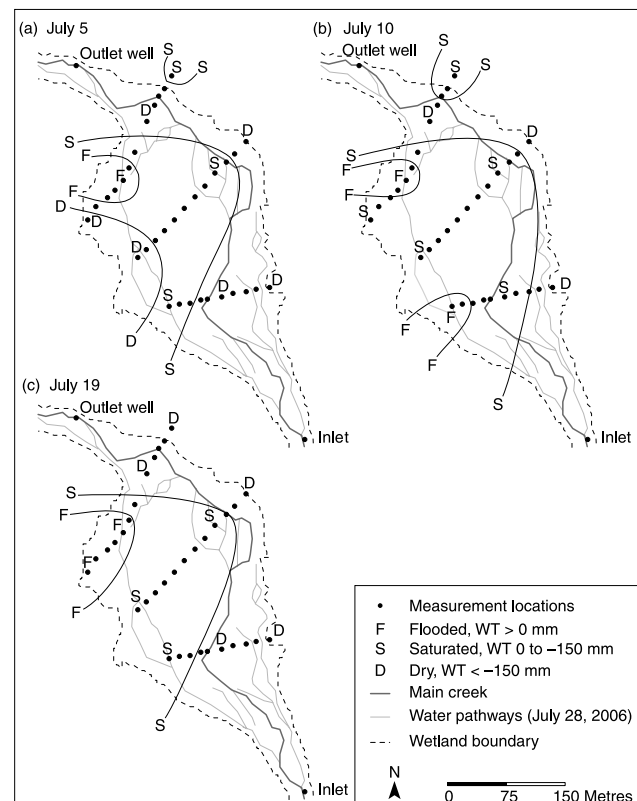 (a) July 5
Outlet well
S
S
S
D
S
D
F
S
F
F
D
D
D
S
D
D
D
S
(b) July 10
Outlet well
S
S
S
D
D
S
F
S
F
F
S
S
F
S
D
F
F
S
Inlet
(c) July 19
Outlet well
D
D
S
D
F
S
F
F
S
F
S
D
D
S
Inlet
Inlet
• Measurement locations
F Flooded, WT > 0 mm
S Saturated, WT 0 to −150 mm
D Dry, WT < −150 mm
Main creek
Water pathways (July 28, 2006)
Wetland boundary
N
0 75 150 Metres